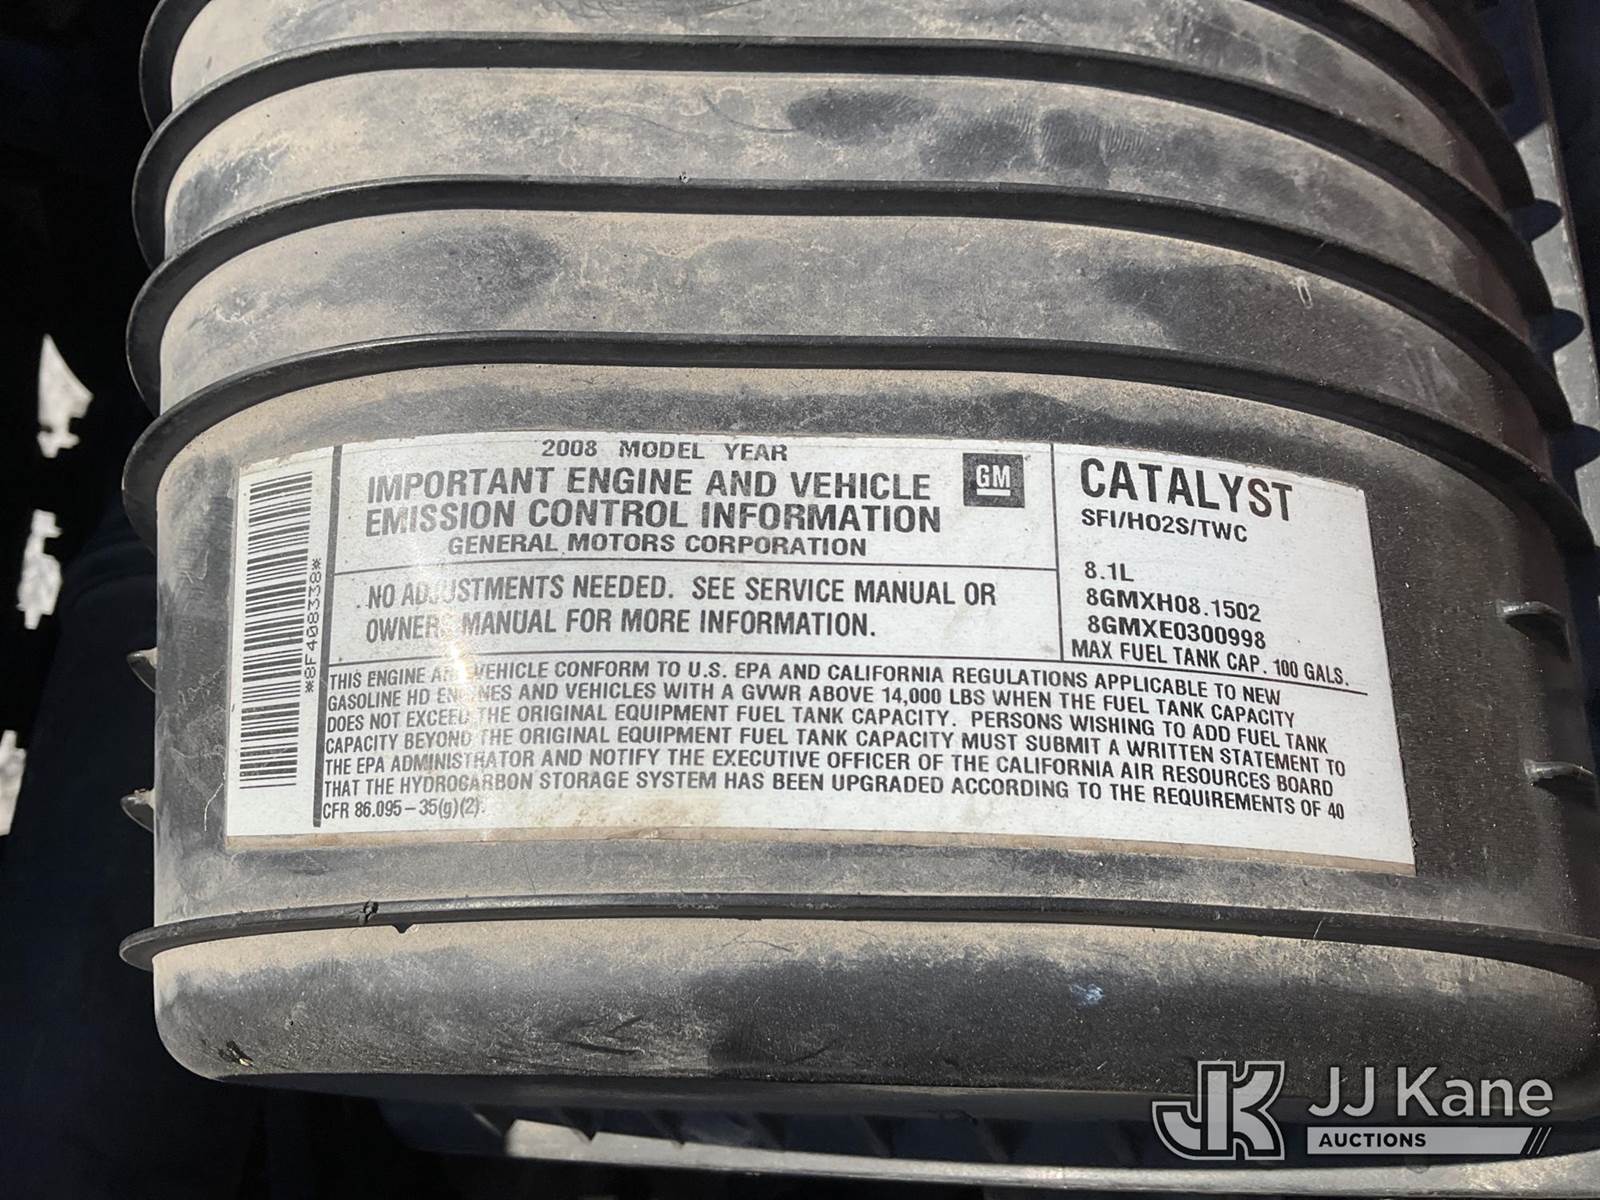 2008 MODEL YEAR
IMPORTANT ENGINE AND VEHICLE
EMISSION CONTROL INFORMATION
GENERAL MOTORS CORPORATION
GM
NO ADJUSTMENTS NEEDED. SEE SERVICE MANUAL OR
OWNERS MANUAL FOR MORE INFORMATION.
CATALYST
SFI/HO2S/TWC
8.1L
8GMXH08.1502
8GMXE0300998
MAX FUEL TANK CAP. 100 GALS.
THIS ENGINE AND VEHICLE CONFORM TO U.S. EPA AND CALIFORNIA REGULATIONS APPLICABLE TO NEW
GASOLINE HD ENGINES AND VEHICLES WITH A GVWR ABOVE 14,000 LBS WHEN THE FUEL TANK CAPACITY
DOES NOT EXCEED THE ORIGINAL EQUIPMENT FUEL TANK CAPACITY. PERSONS WISHING TO ADD FUEL TANK
CAPACITY BEYOND THE ORIGINAL EQUIPMENT FUEL TANK CAPACITY MUST SUBMIT A WRITTEN STATEMENT TO
THE EPA ADMINISTRATOR AND NOTIFY THE EXECUTIVE OFFICER OF THE CALIFORNIA AIR RESOURCES BOARD
THAT THE HYDROCARBON STORAGE SYSTEM HAS BEEN UPGRADED ACCORDING TO THE REQUIREMENTS OF 40
CFR 86.095-35(g)(2).
*8F408338*
JK JJ Kane
AUCTIONS